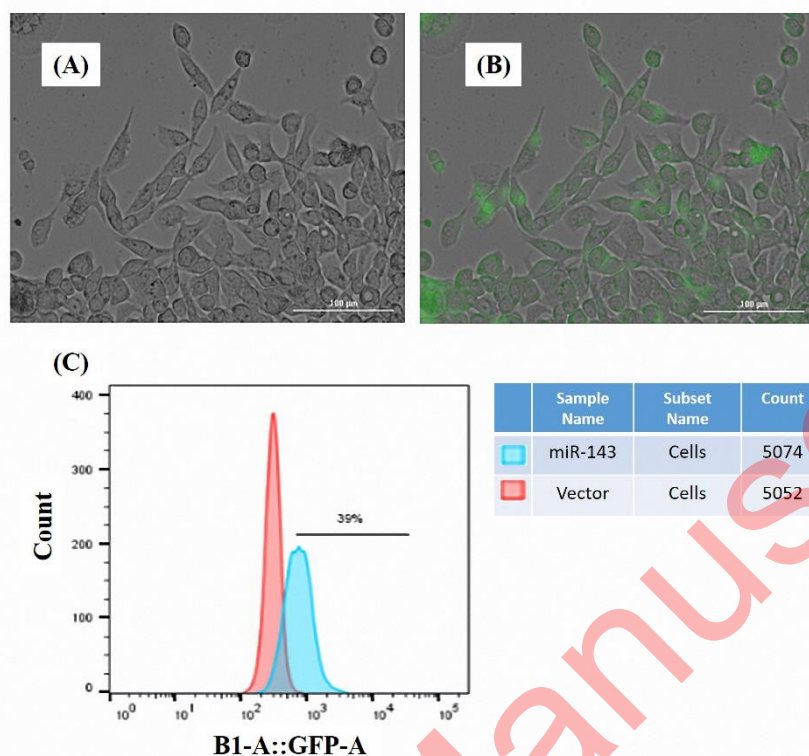 (A)
(B)
100 µm
100 µm
(C)
400
300
200
100
0
39%
Count
10⁰ 10¹ 10² 10³ 10⁴ 10⁵
B1-A::GFP-A
Sample Name Subset Name Count
miR-143 Cells 5074
Vector Cells 5052
Manus